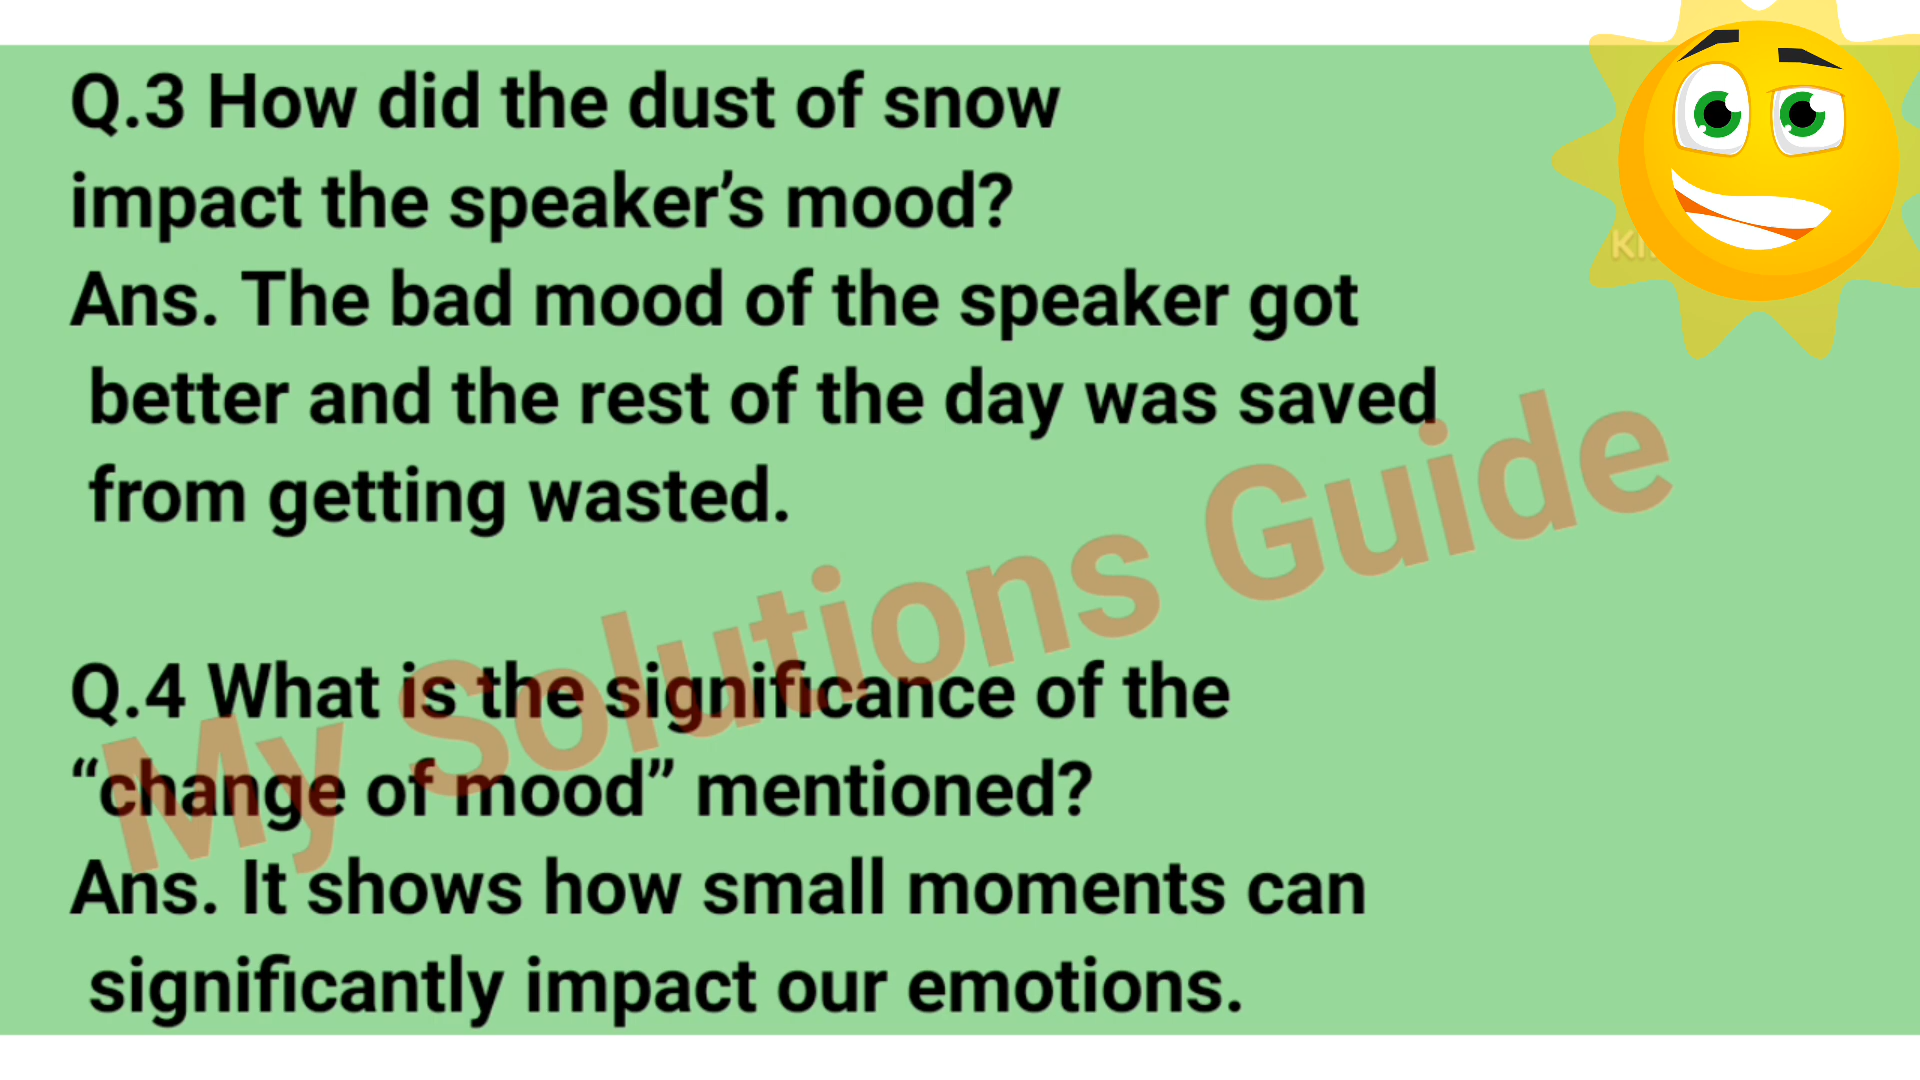 Q.3 How did the dust of snow
impact the speaker’s mood?
Ans. The bad mood of the speaker got
better and the rest of the day was saved
from getting wasted.
My Solutions Guide
Q.4 What is the significance of the
“change of mood” mentioned?
Ans. It shows how small moments can
significantly impact our emotions.